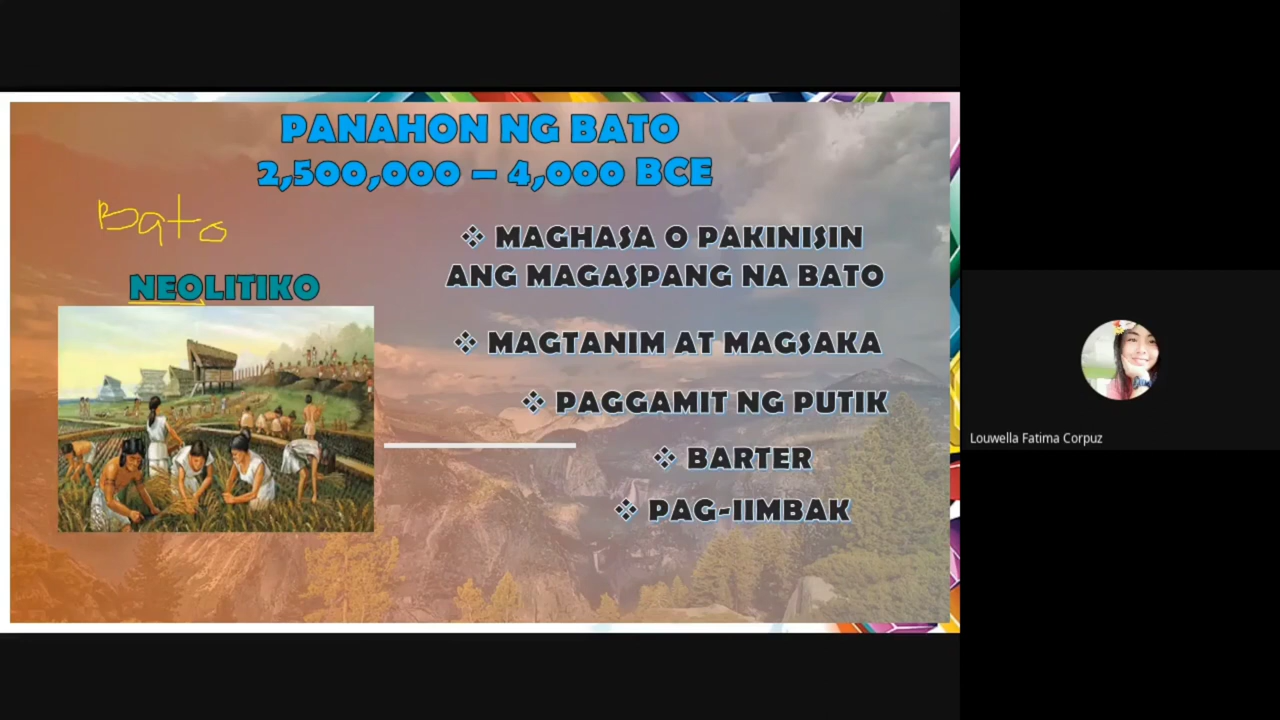 PANAHON NG BATO
2,500,000 – 4,000 BCE
Bato
NEOLITIKO
❖ MAGHASA O PAKINISIN
ANG MAGASPANG NA BATO
❖ MAGTANIM AT MAGSAKA
❖ PAGGAMIT NG PUTIK
❖ BARTER
❖ PAG-IIMBAK
Louwella Fatima Corpuz